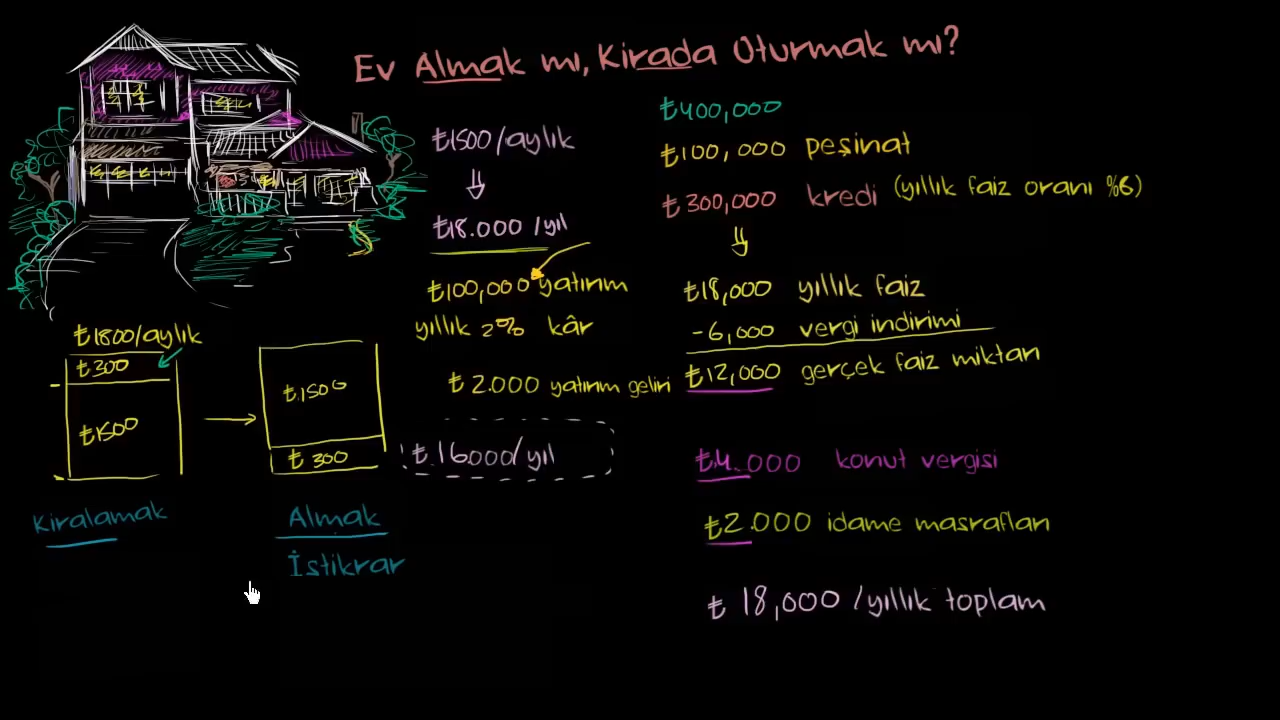 Ev Almak mı, Kirada Oturmak mı?
₺1500/aylık
₺18.000 /yıl
₺100,000 yatırım
yıllık 2% kâr
₺ 2.000 yatırım geliri
₺ 16000/yıl
₺400,000
₺100,000 peşinat
₺300,000 kredi (yıllık faiz oranı %6)
₺18,000 yıllık faiz
-6,000 vergi indirimi
₺12,000 gerçek faiz miktarı
₺4.000 konut vergisi
₺2.000 idame masrafları
₺ 18,000 /yıllık toplam
₺1800/aylık
₺300
₺1500
Kiralamak
₺1500
₺ 300
Almak
İstikrar